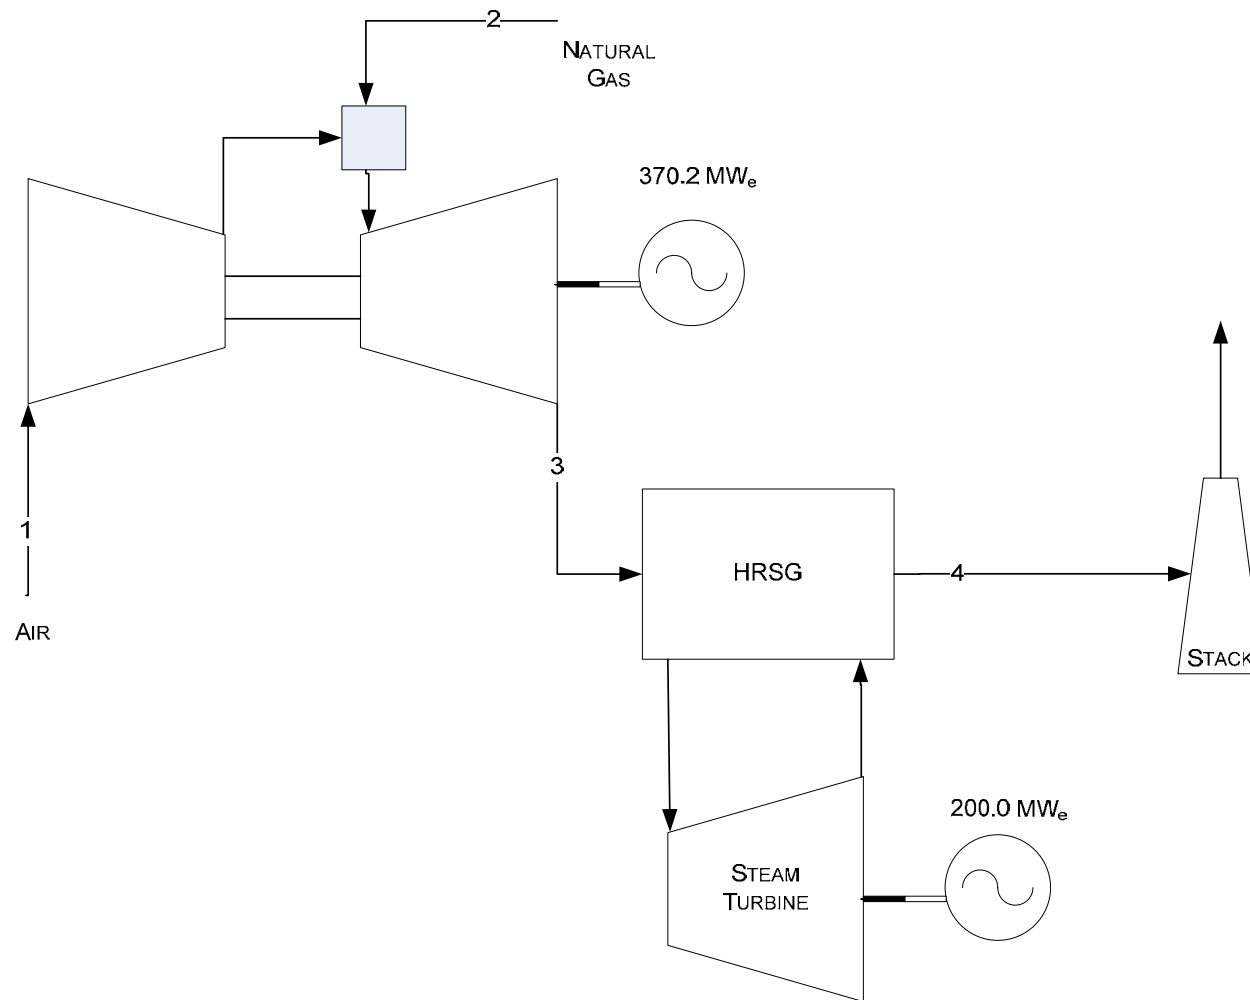 2
NATURAL
GAS
370.2 MWe
3
1
AIR
HRSG
4
STACK
200.0 MWe
STEAM
TURBINE